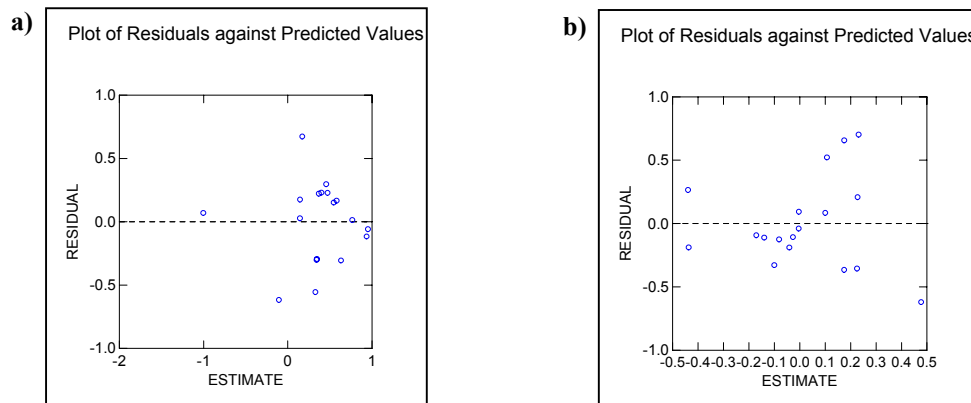 a)
Plot of Residuals against Predicted Values
1.0
0.5
0.0
-0.5
-1.0
RESIDUAL
-2 -1 0 1
ESTIMATE
b)
Plot of Residuals against Predicted Values
1.0
0.5
0.0
-0.5
-1.0
RESIDUAL
-0.5-0.4-0.3-0.2-0.1 0.0 0.1 0.2 0.3 0.4 0.5
ESTIMATE